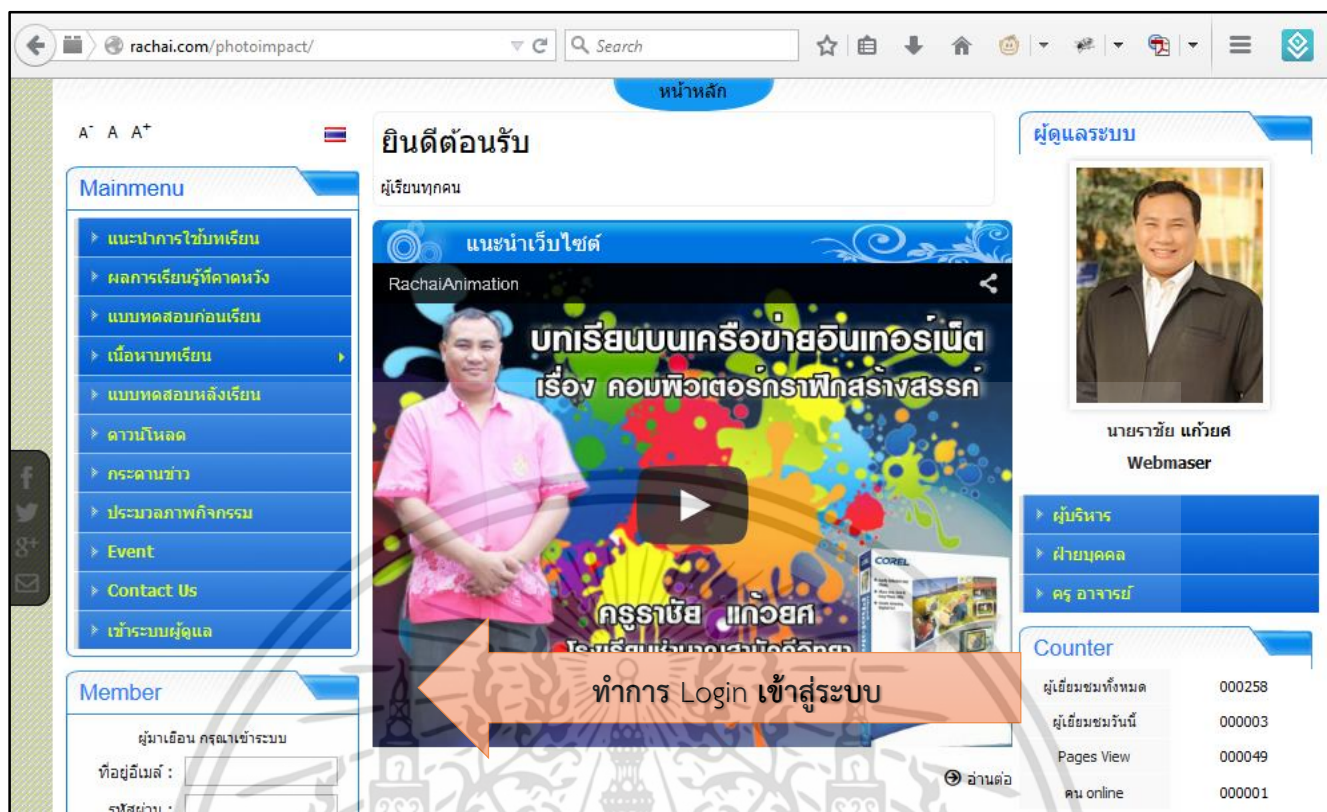 rachai.com/photoimpact/
Search
หน้าหลัก
A- A A+
Mainmenu
แนะนำการใช้บทเรียน
ผลการเรียนรู้ที่คาดหวัง
แบบทดสอบก่อนเรียน
เนื้อหาบทเรียน
แบบทดสอบหลังเรียน
ดาวน์โหลด
กระดานข่าว
ประมวลภาพกิจกรรม
Event
Contact Us
เข้าระบบผู้ดูแล
Member
ผู้มาเยือน กรุณาเข้าระบบ
ที่อยู่อีเมล์ :
รหัสผ่าน :
ยินดีต้อนรับ
ผู้เรียนทุกคน
แนะนำเว็บไซต์
RachaiAnimation
บทเรียนบนเครือข่ายอินเทอร์เน็ต
เรื่อง คอมพิวเตอร์กราฟิกสร้างสรรค์
COREL
ครูราชัย แก้วยศ
ทำการ Login เข้าสู่ระบบ
อ่านต่อ
ผู้ดูแลระบบ
นายราชัย แก้วยศ
Webmaser
ผู้บริหาร
ฝ่ายบุคคล
ครู อาจารย์
Counter
ผู้เยี่ยมชมทั้งหมด 000258
ผู้เยี่ยมชมวันนี้ 000003
Pages View 000049
คน online 000001